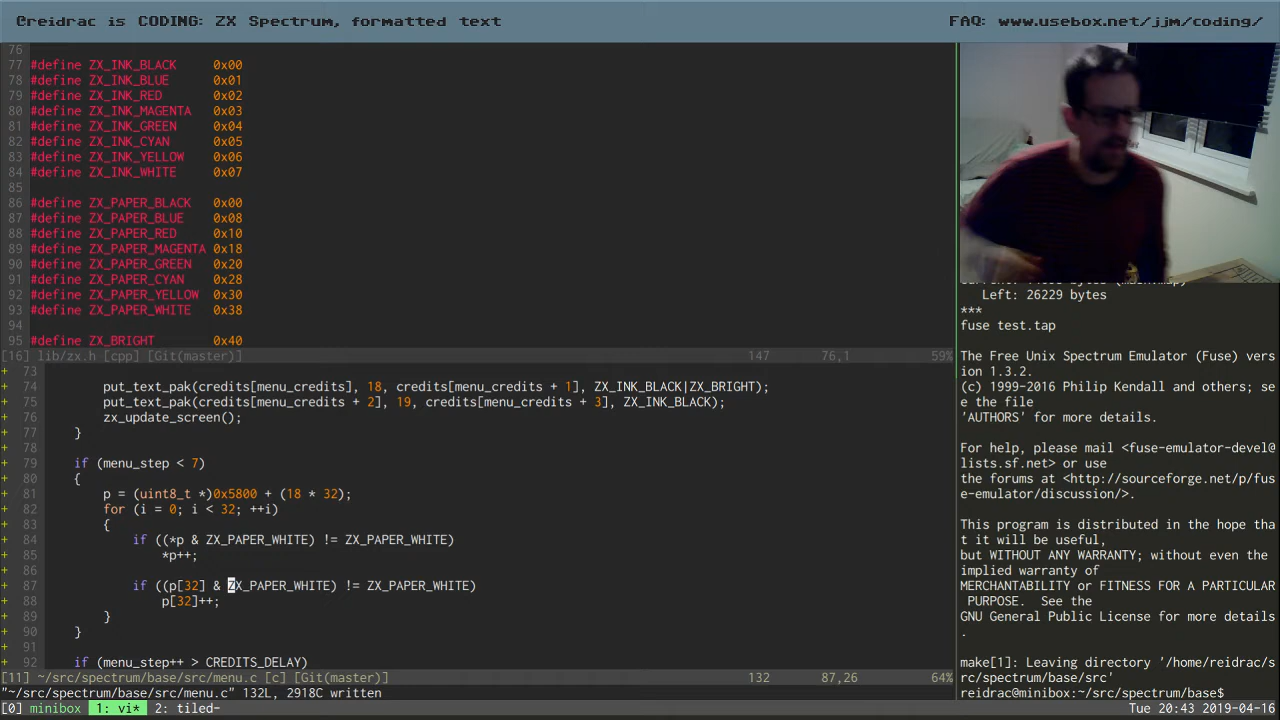 @reidrac is CODING: ZX Spectrum, formatted text
FAQ: www.usebox.net/jjm/coding/
76
77 #define ZX_INK_BLACK 0x00
78 #define ZX_INK_BLUE 0x01
79 #define ZX_INK_RED 0x02
80 #define ZX_INK_MAGENTA 0x03
81 #define ZX_INK_GREEN 0x04
82 #define ZX_INK_CYAN 0x05
83 #define ZX_INK_YELLOW 0x06
84 #define ZX_INK_WHITE 0x07
85
86 #define ZX_PAPER_BLACK 0x00
87 #define ZX_PAPER_BLUE 0x08
88 #define ZX_PAPER_RED 0x10
89 #define ZX_PAPER_MAGENTA 0x18
90 #define ZX_PAPER_GREEN 0x20
91 #define ZX_PAPER_CYAN 0x28
92 #define ZX_PAPER_YELLOW 0x30
93 #define ZX_PAPER_WHITE 0x38
94
95 #define ZX_BRIGHT 0x40
[16] lib/zx.h [cpp] [Git(master)] 147 76,1 59%
+ 73
+ 74 put_text_pak(credits[menu_credits], 18, credits[menu_credits + 1], ZX_INK_BLACK|ZX_BRIGHT);
+ 75 put_text_pak(credits[menu_credits + 2], 19, credits[menu_credits + 3], ZX_INK_BLACK);
+ 76 zx_update_screen();
+ 77 }
+ 78
+ 79 if (menu_step < 7)
+ 80 {
+ 81 p = (uint8_t *)0x5800 + (18 * 32);
+ 82 for (i = 0; i < 32; ++i)
+ 83 {
+ 84 if ((*p & ZX_PAPER_WHITE) != ZX_PAPER_WHITE)
+ 85 *p++;
+ 86
+ 87 if ((p[32] & ZX_PAPER_WHITE) != ZX_PAPER_WHITE)
+ 88 p[32]++;
+ 89 }
+ 90 }
+ 91
+ 92 if (menu_step++ > CREDITS_DELAY)
[11] ~/src/spectrum/base/src/menu.c [c] [Git(master)] 132 87,26 64%
"~/src/spectrum/base/src/menu.c" 132L, 2918C written
Left: 26229 bytes
***
fuse test.tap
The Free Unix Spectrum Emulator (Fuse) vers
ion 1.3.2.
(c) 1999-2016 Philip Kendall and others; se
e the file
'AUTHORS' for more details.
For help, please mail <fuse-emulator-devel@
lists.sf.net> or use
the forums at <http://sourceforge.net/p/fus
e-emulator/discussion/>.
This program is distributed in the hope tha
t it will be useful,
but WITHOUT ANY WARRANTY; without even the
implied warranty of
MERCHANTABILITY or FITNESS FOR A PARTICULAR
PURPOSE. See the
GNU General Public License for more details
.
make[1]: Leaving directory '/home/reidrac/s
rc/spectrum/base/src'
reidrac@minibox:~/src/spectrum/base$
[0] minibox 1: vi* 2: tiled-
Tue 20:43 2019-04-16